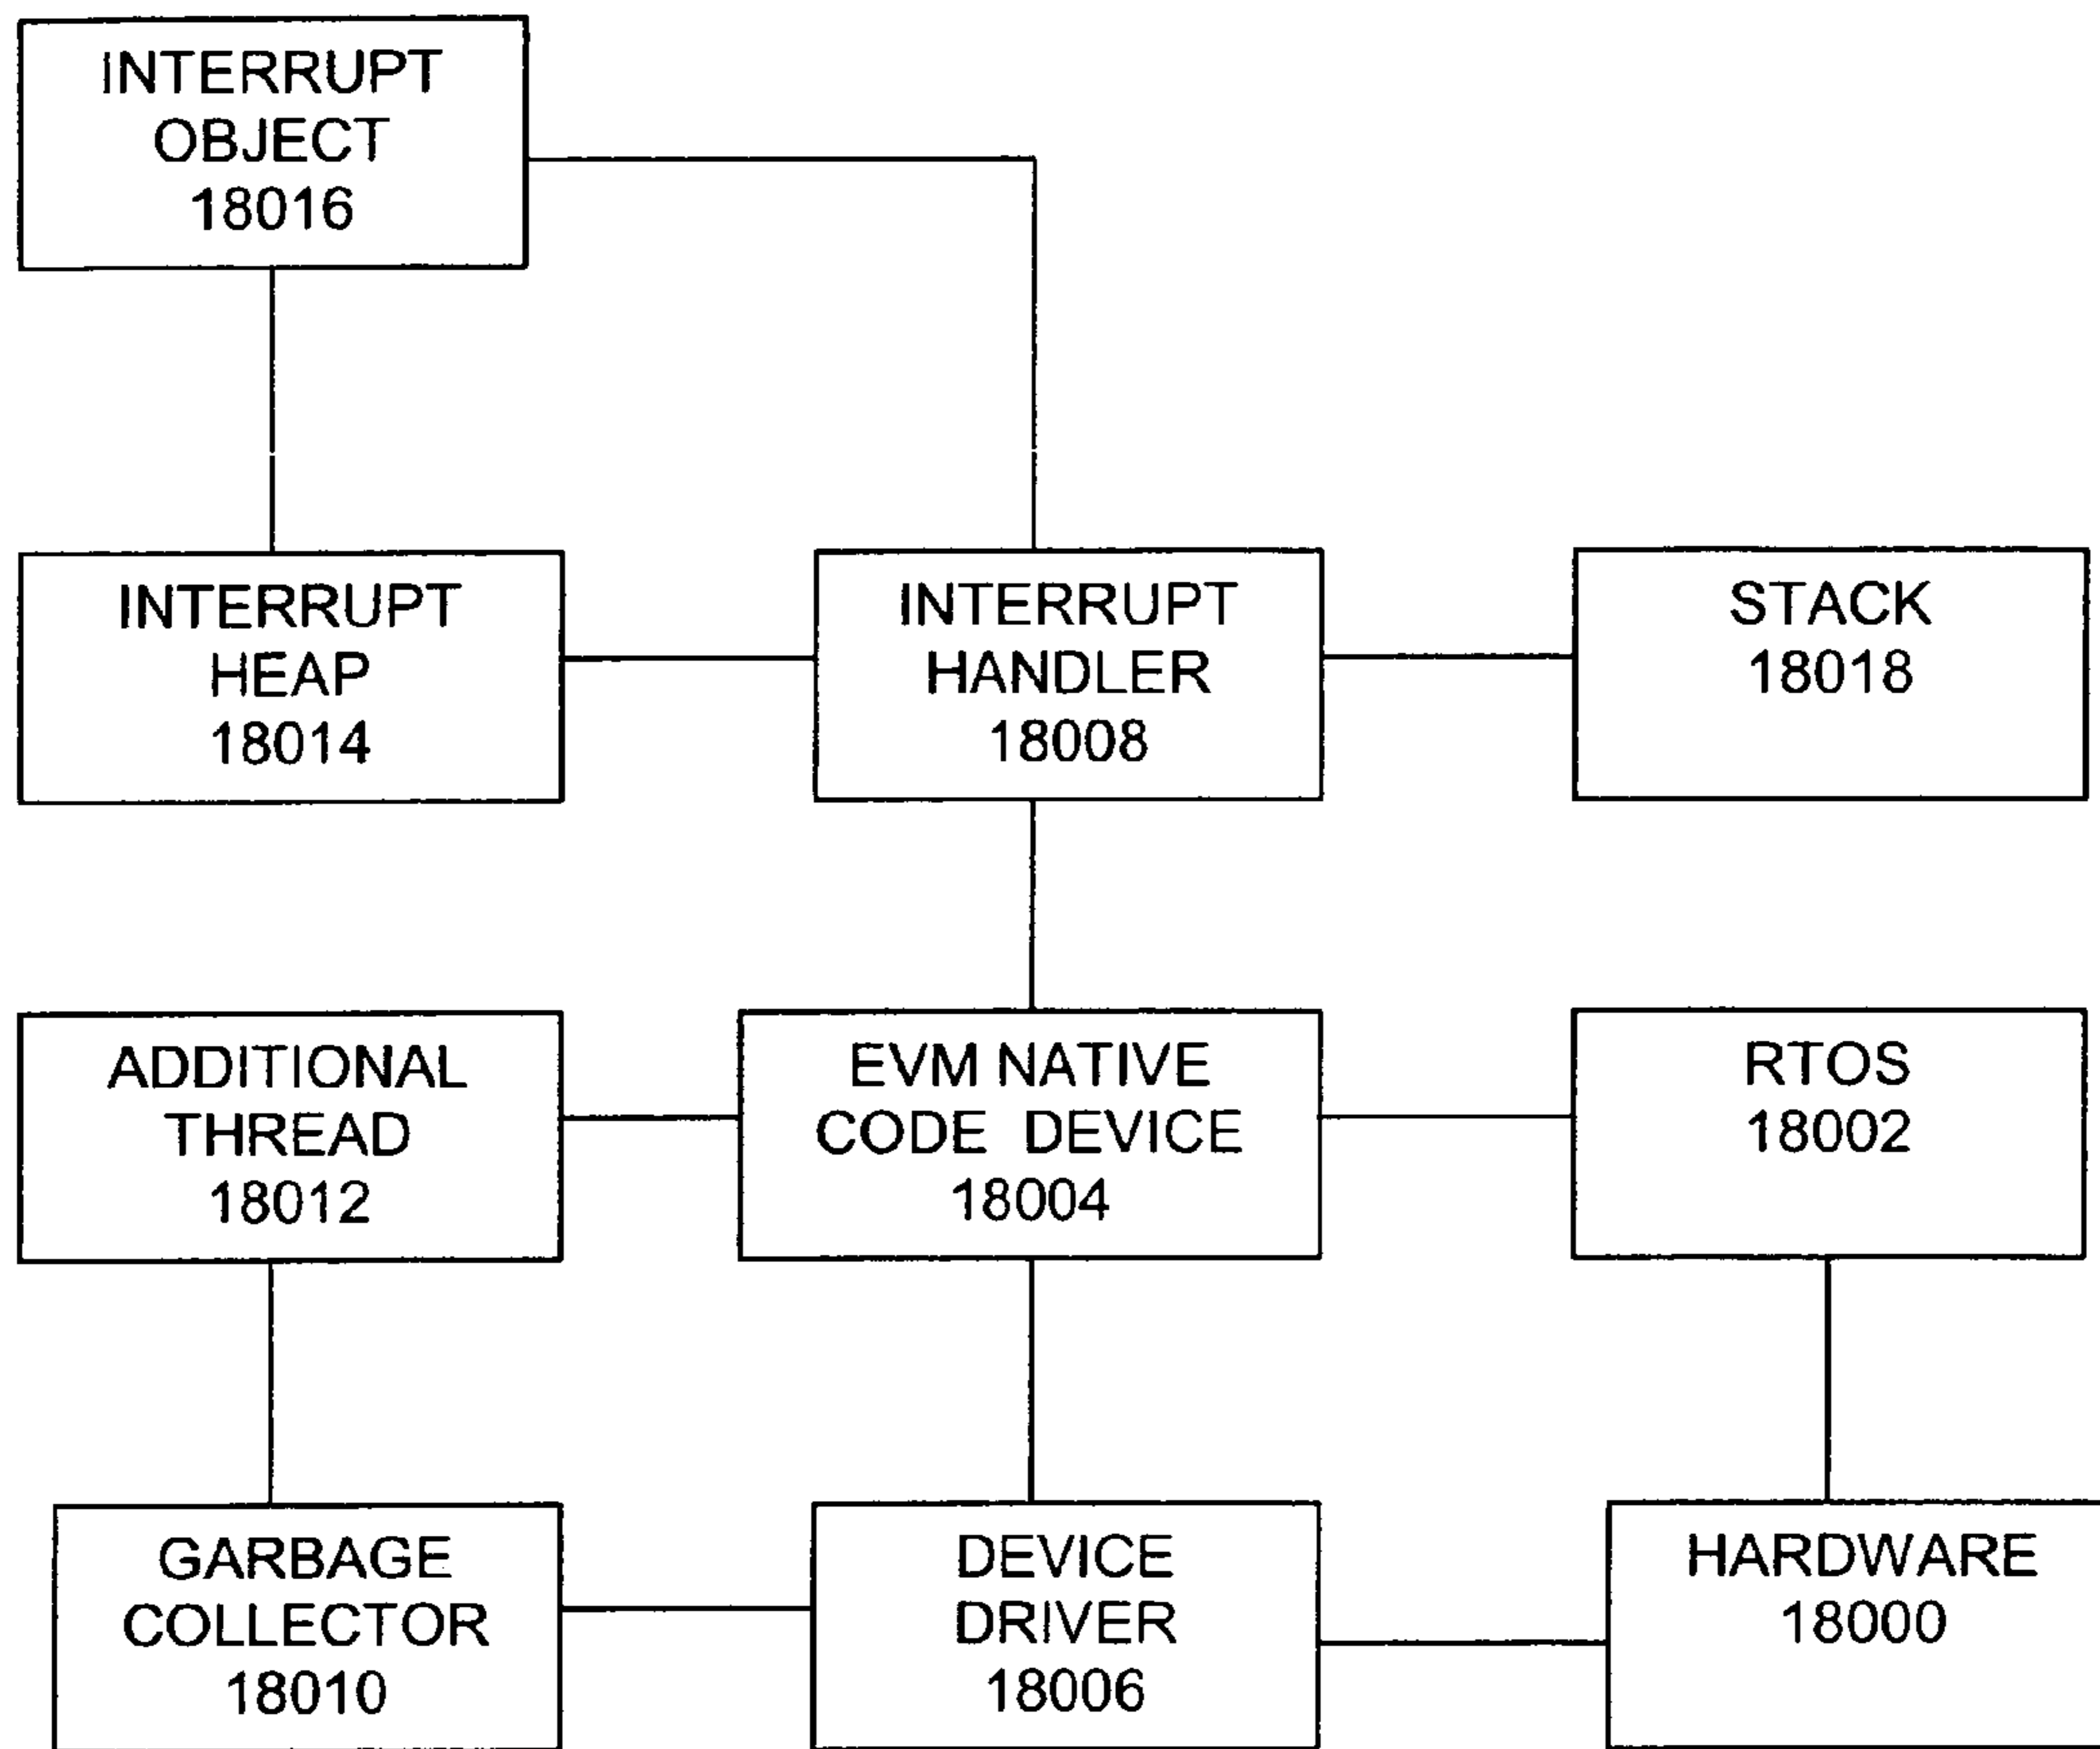 INTERRUPT
OBJECT
18016
INTERRUPT
HEAP
18014
INTERRUPT
HANDLER
18008
STACK
18018
ADDITIONAL
THREAD
18012
EVM NATIVE
CODE DEVICE
18004
RTOS
18002
GARBAGE
COLLECTOR
18010
DEVICE
DRIVER
18006
HARDWARE
18000